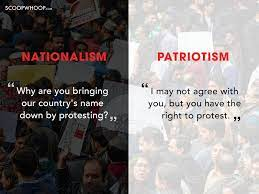 SCOOPWHOOP.com
NATIONALISM
“Why are you bringing
our country's name
down by protesting?”
PATRIOTISM
“I may not agree with
you, but you have the
right to protest.”